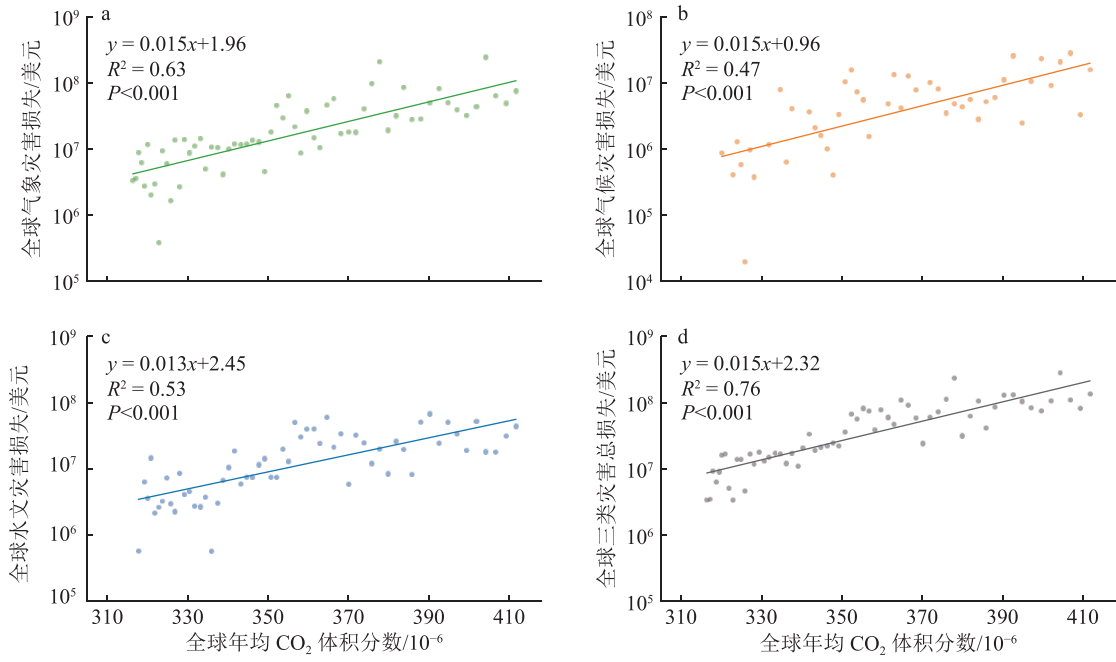 a
10⁹
10⁸
10⁷
10⁶
10⁵
y = 0.015x+1.96
R² = 0.63
P<0.001
全球气象灾害损失/美元
b
10⁸
10⁷
10⁶
10⁵
10⁴
y = 0.015x+0.96
R² = 0.47
P<0.001
全球气候灾害损失/美元
310 330 350 370 390 410
c
10⁹
10⁸
10⁷
10⁶
10⁵
y = 0.013x+2.45
R² = 0.53
P<0.001
全球水文灾害损失/美元
310 330 350 370 390 410
全球年均 CO₂ 体积分数/10⁻⁶
d
10⁹
10⁸
10⁷
10⁶
10⁵
y = 0.015x+2.32
R² = 0.76
P<0.001
全球三类灾害总损失/美元
310 330 350 370 390 410
全球年均 CO₂ 体积分数/10⁻⁶